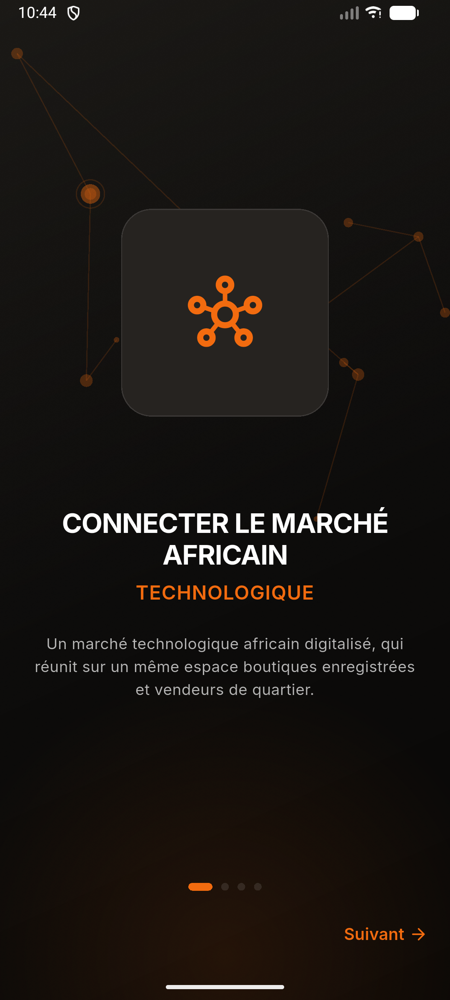 10:44
CONNECTER LE MARCHÉ
AFRICAIN
TECHNOLOGIQUE
Un marché technologique africain digitalisé, qui
réunit sur un même espace boutiques enregistrées
et vendeurs de quartier.
Suivant